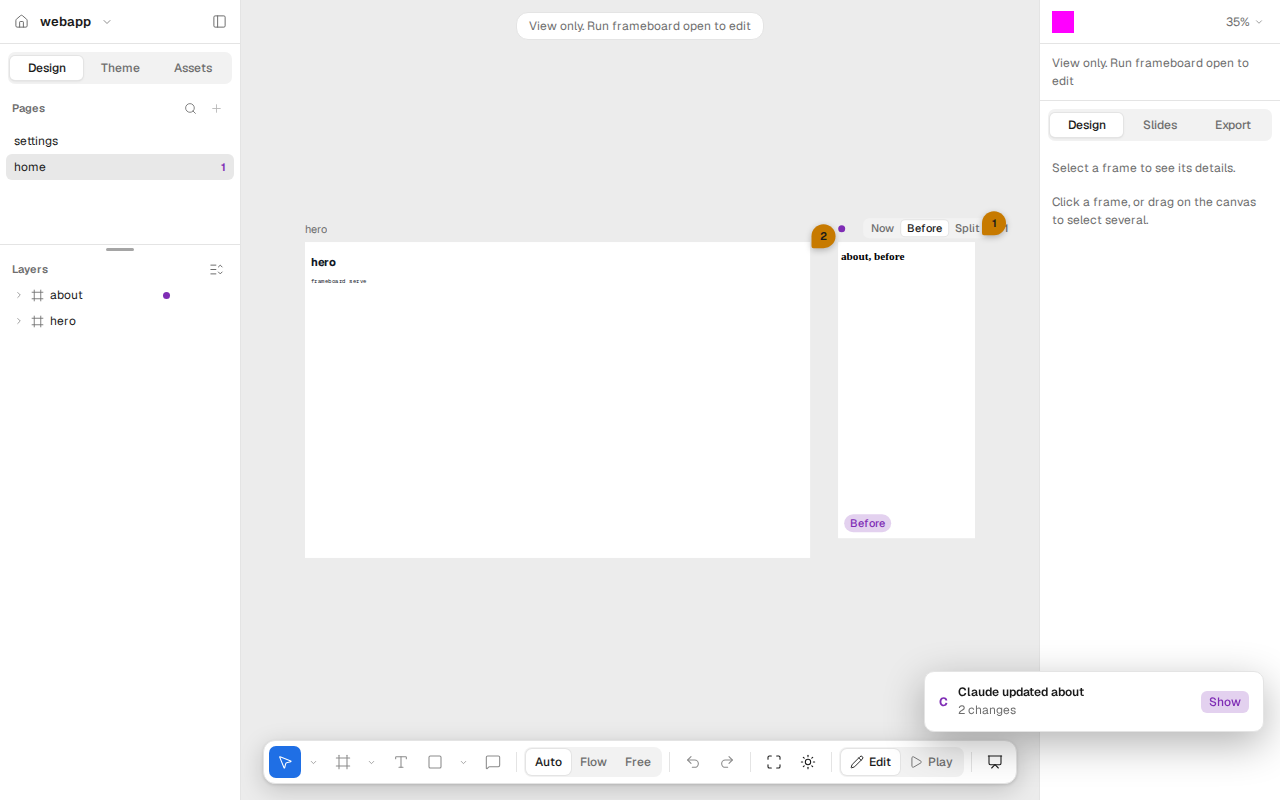 webapp
View only. Run frameboard open to edit
35%
View only. Run frameboard open to
edit
Design
Theme
Assets
Design
Slides
Export
Pages
settings
home
1
Select a frame to see its details.
Click a frame, or drag on the canvas
to select several.
hero
2
Now
Before
Split
1
hero
frameboard serve
about, before
Before
Layers
about
hero
C
Claude updated about
2 changes
Show
Auto
Flow
Free
Edit
Play